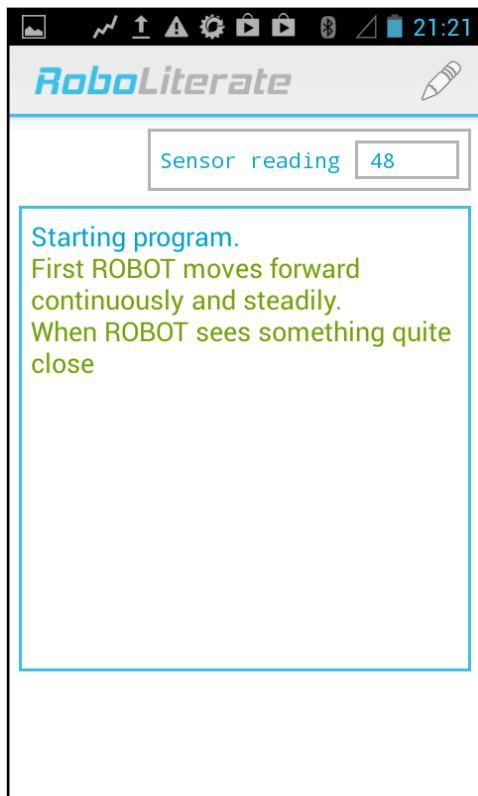 21:21
RoboLiterate
Sensor reading 48
Starting program.
First ROBOT moves forward
continuously and steadily.
When ROBOT sees something quite
close